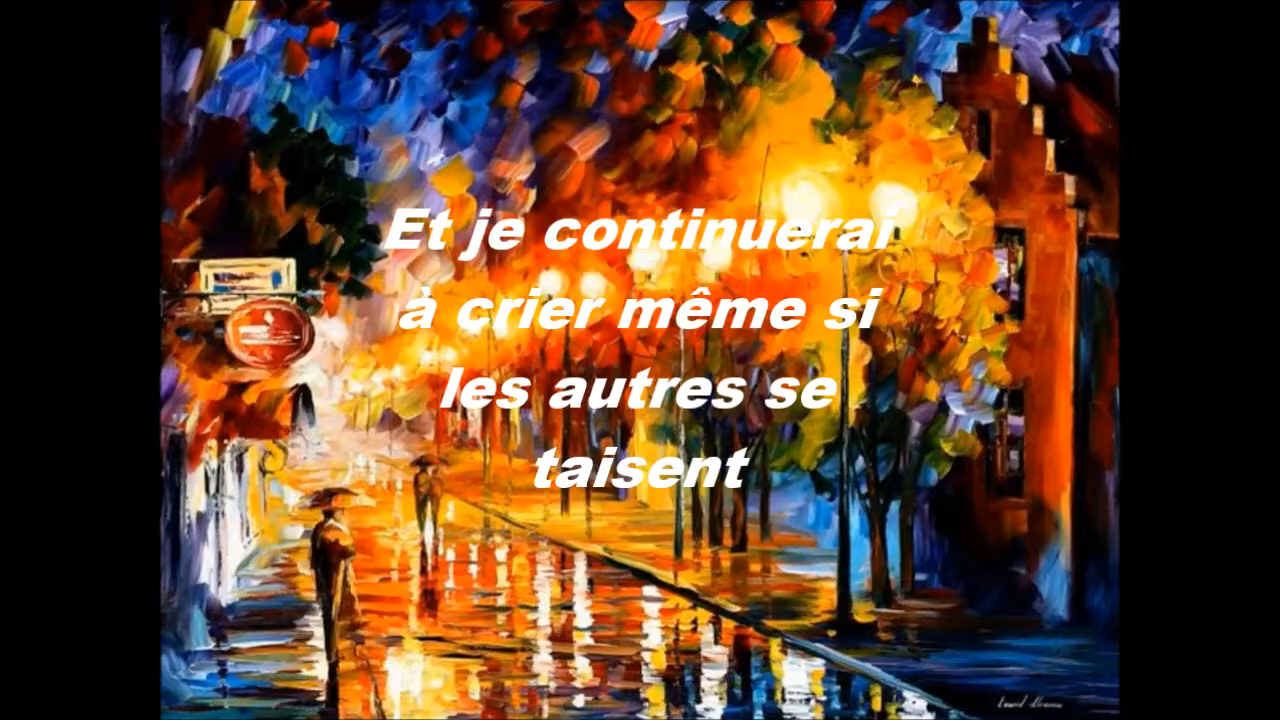 Et je continuerai
à crier même si
les autres se
taisent